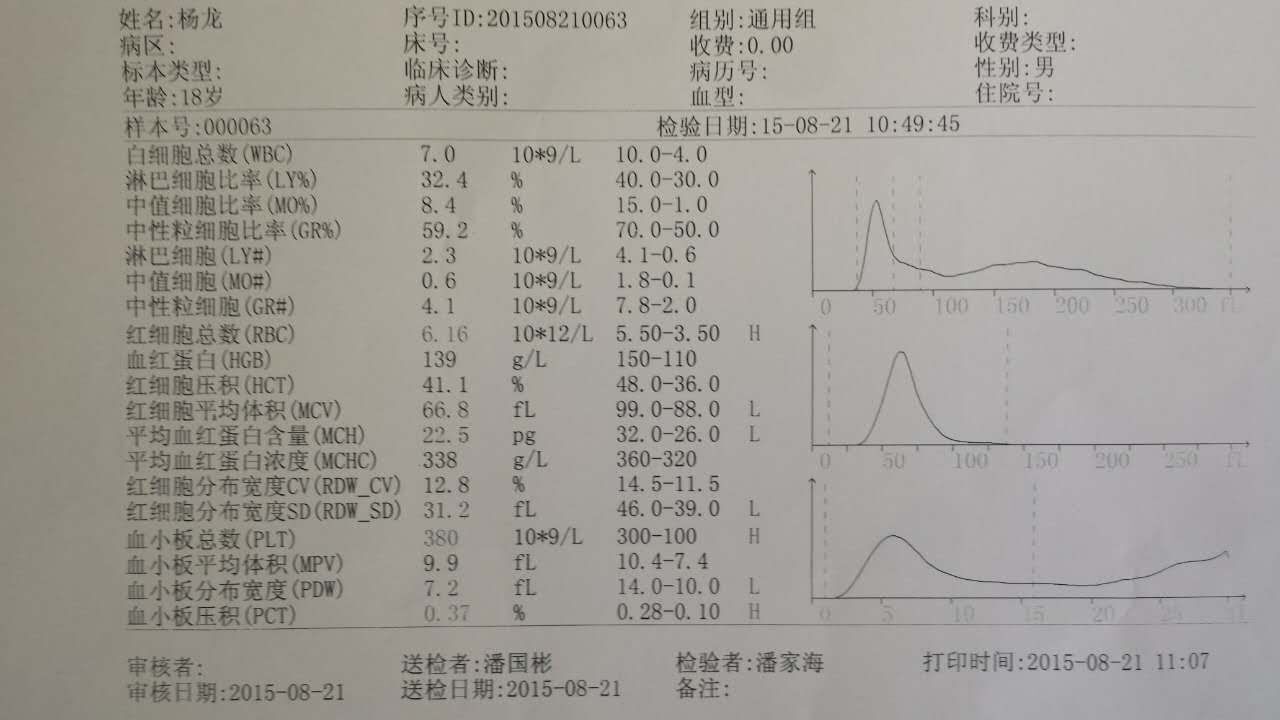 姓名:杨龙 序号ID:201508210063 组别:通用组 科别:
病区: 床号: 收费:0.00 收费类型:
标本类型: 临床诊断: 病历号: 性别:男
年龄:18岁 病人类别: 血型: 住院号:
样本号:000063 检验日期:15-08-21 10:49:45
白细胞总数(WBC) 7.0 10*9/L 10.0-4.0
淋巴细胞比率(LY%) 32.4 % 40.0-30.0
中值细胞比率(MO%) 8.4 % 15.0-1.0
中性粒细胞比率(GR%) 59.2 % 70.0-50.0
淋巴细胞(LY#) 2.3 10*9/L 4.1-0.6
中值细胞(MO#) 0.6 10*9/L 1.8-0.1
中性粒细胞(GR#) 4.1 10*9/L 7.8-2.0
0 50 100 150 200 250 300 fL
红细胞总数(RBC) 6.16 10*12/L 5.50-3.50 H
血红蛋白(HGB) 139 g/L 150-110
红细胞压积(HCT) 41.1 % 48.0-36.0
红细胞平均体积(MCV) 66.8 fL 99.0-88.0 L
平均血红蛋白含量(MCH) 22.5 pg 32.0-26.0 L
平均血红蛋白浓度(MCHC) 338 g/L 360-320
0 50 100 150 200 250 fL
红细胞分布宽度CV(RDW_CV) 12.8 % 14.5-11.5
红细胞分布宽度SD(RDW_SD) 31.2 fL 46.0-39.0 L
血小板总数(PLT) 380 10*9/L 300-100 H
血小板平均体积(MPV) 9.9 fL 10.4-7.4
血小板分布宽度(PDW) 7.2 fL 14.0-10.0 L
血小板压积(PCT) 0.37 % 0.28-0.10 H
0 5 10 15 20 25
审核者: 送检者:潘国彬 检验者:潘家海 打印时间:2015-08-21 11:07
审核日期:2015-08-21 送检日期:2015-08-21 备注: